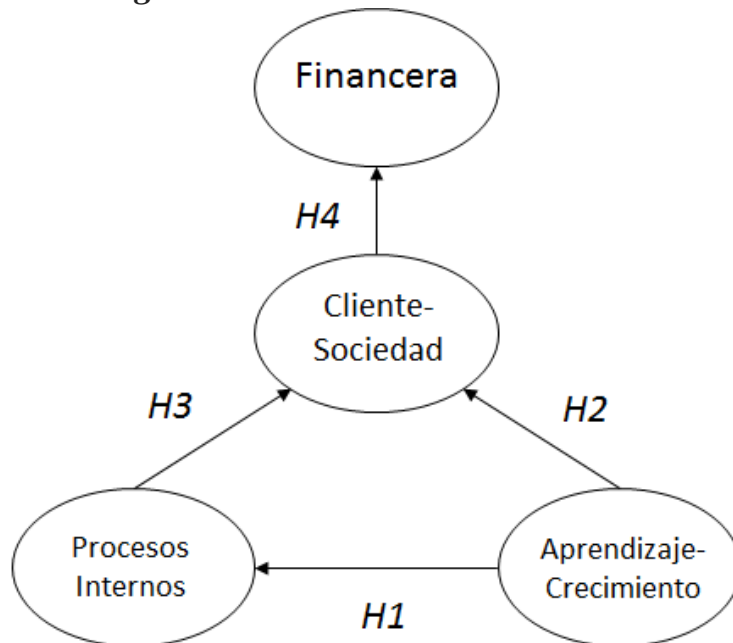 Financera
H4
Cliente-
Sociedad
H3
H2
Procesos
Internos
Aprendizaje-
Crecimiento
H1